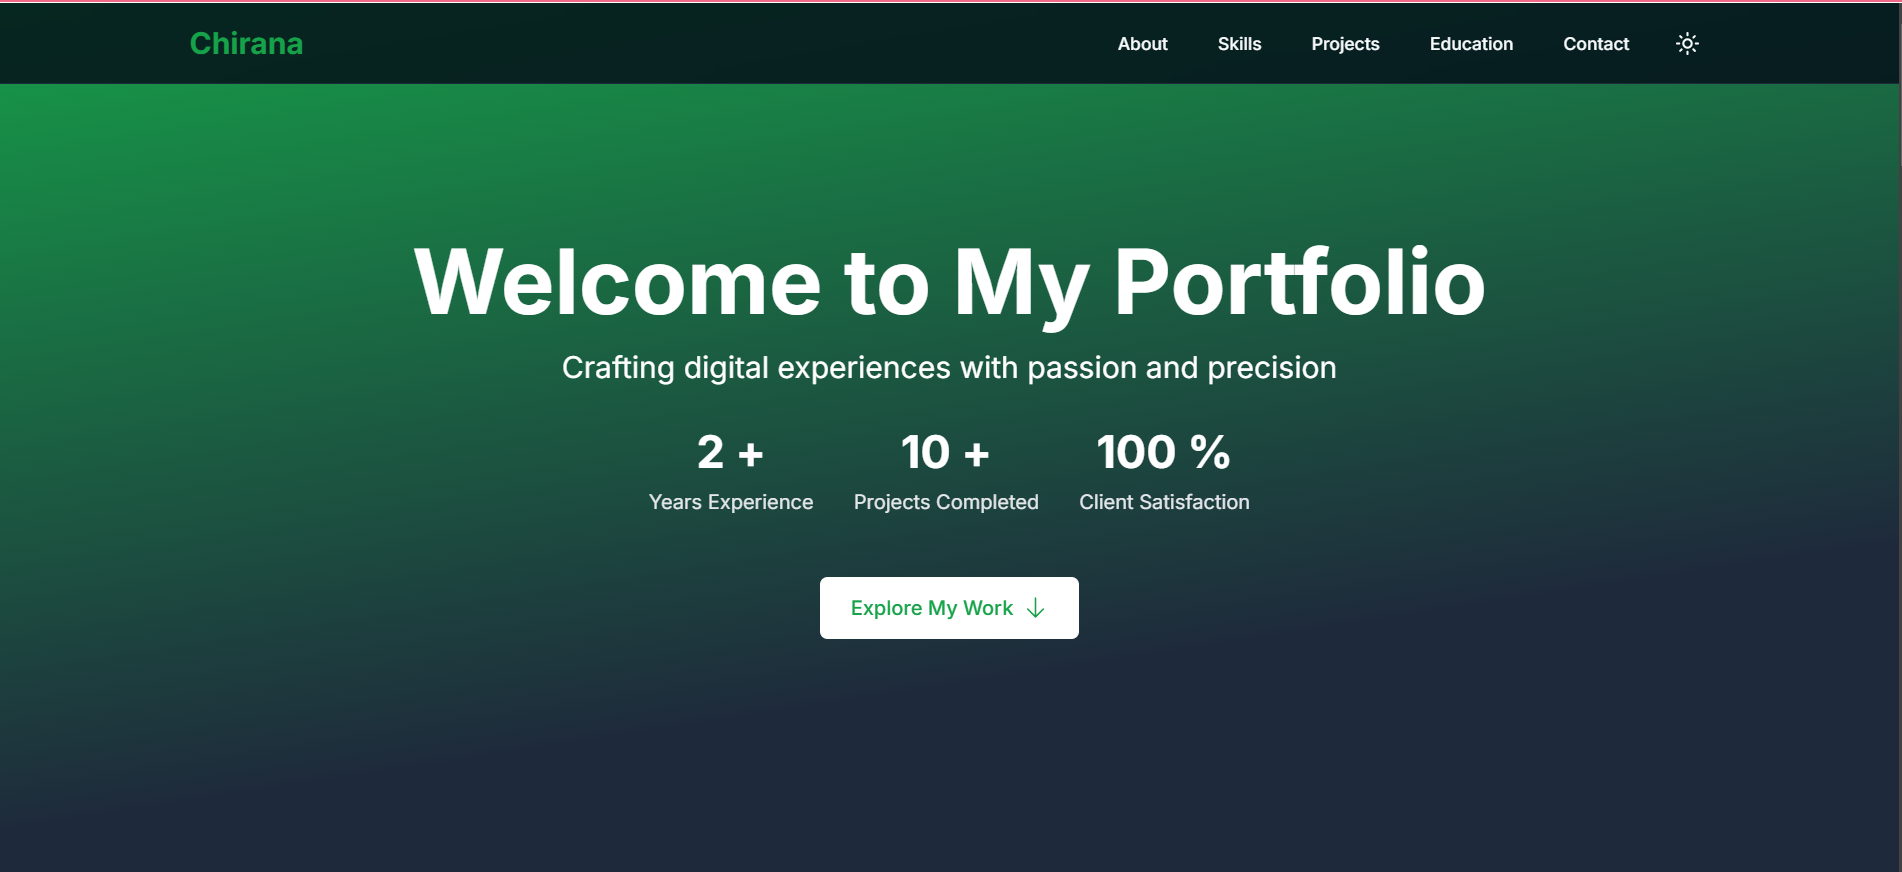 Chirana
About Skills Projects Education Contact
Welcome to My Portfolio
Crafting digital experiences with passion and precision
2 + 10 + 100 %
Years Experience Projects Completed Client Satisfaction
Explore My Work